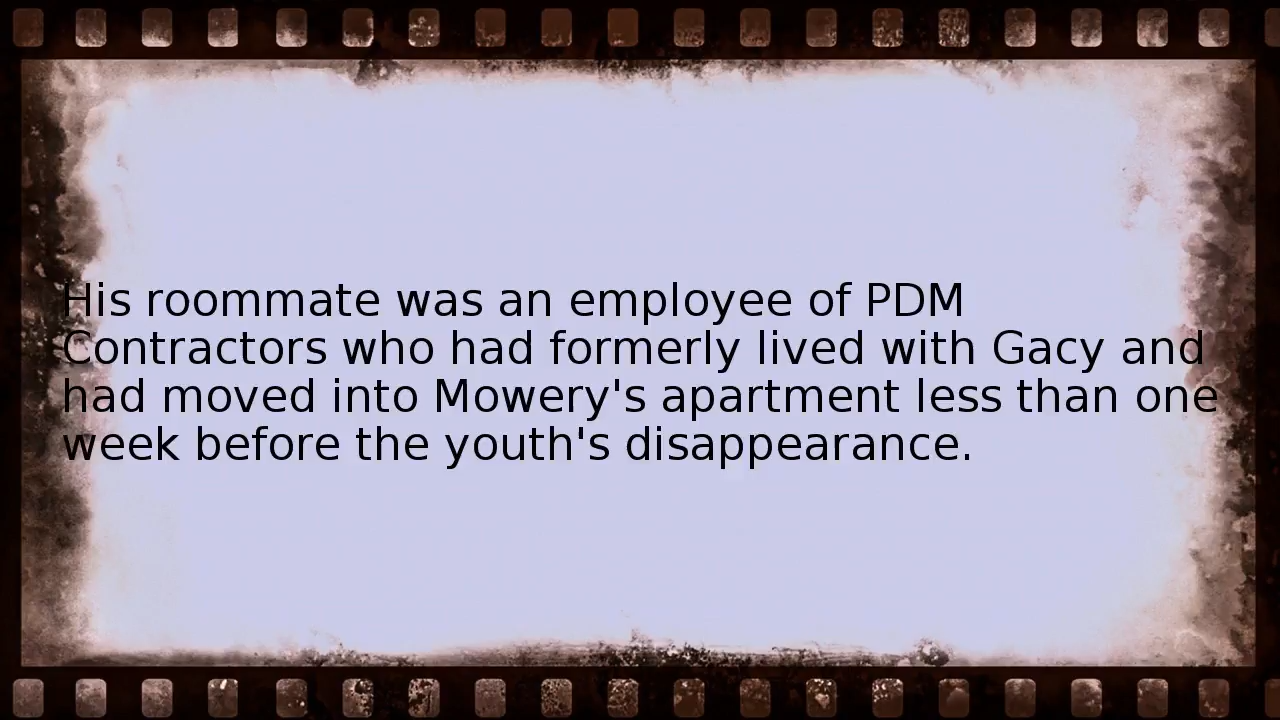 His roommate was an employee of PDM
Contractors who had formerly lived with Gacy and
had moved into Mowery's apartment less than one
week before the youth's disappearance.